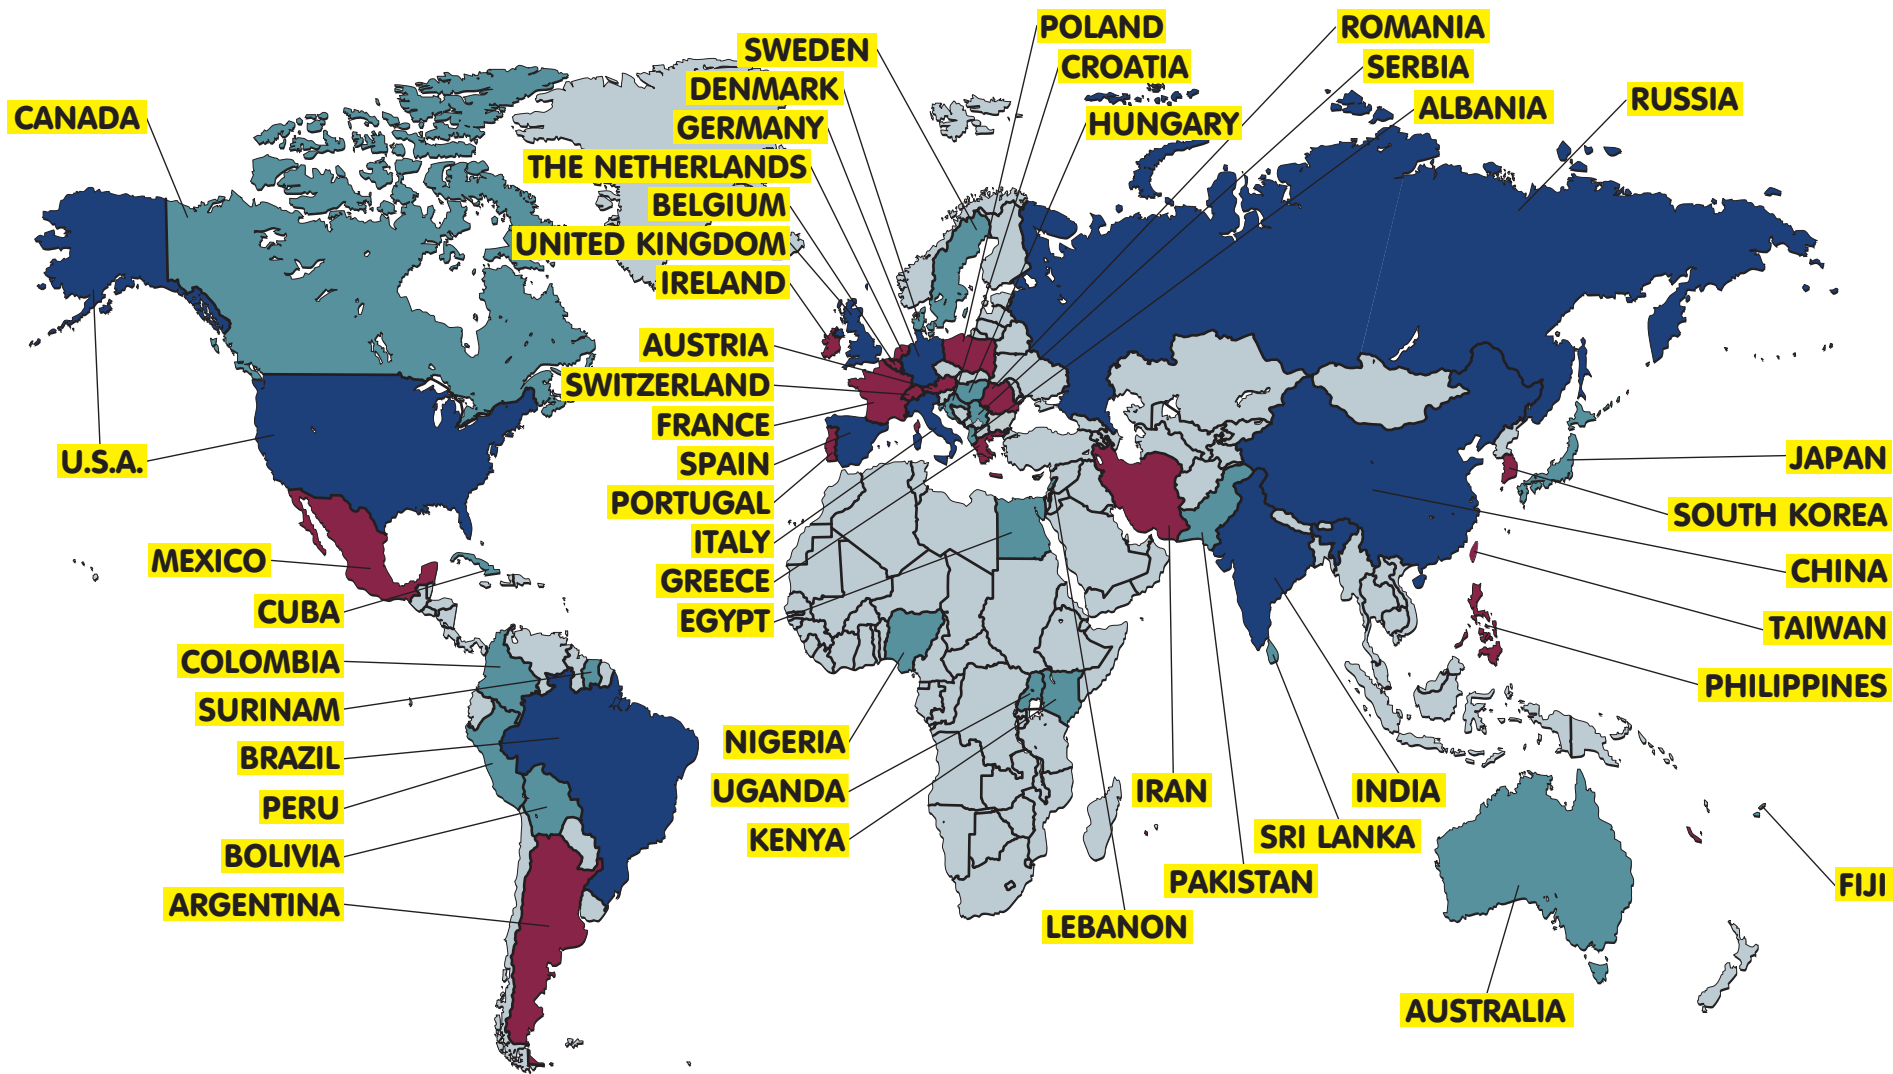 CANADA
SWEDEN
DENMARK
GERMANY
THE NETHERLANDS
BELGIUM
UNITED KINGDOM
IRELAND
POLAND
CROATIA
HUNGARY
ROMANIA
SERBIA
ALBANIA
RUSSIA
AUSTRIA
SWITZERLAND
FRANCE
SPAIN
PORTUGAL
ITALY
GREECE
EGYPT
U.S.A.
MEXICO
CUBA
COLOMBIA
SURINAM
BRAZIL
PERU
BOLIVIA
ARGENTINA
NIGERIA
UGANDA
KENYA
LEBANON
IRAN
PAKISTAN
SRI LANKA
INDIA
JAPAN
SOUTH KOREA
CHINA
TAIWAN
PHILIPPINES
FIJI
AUSTRALIA